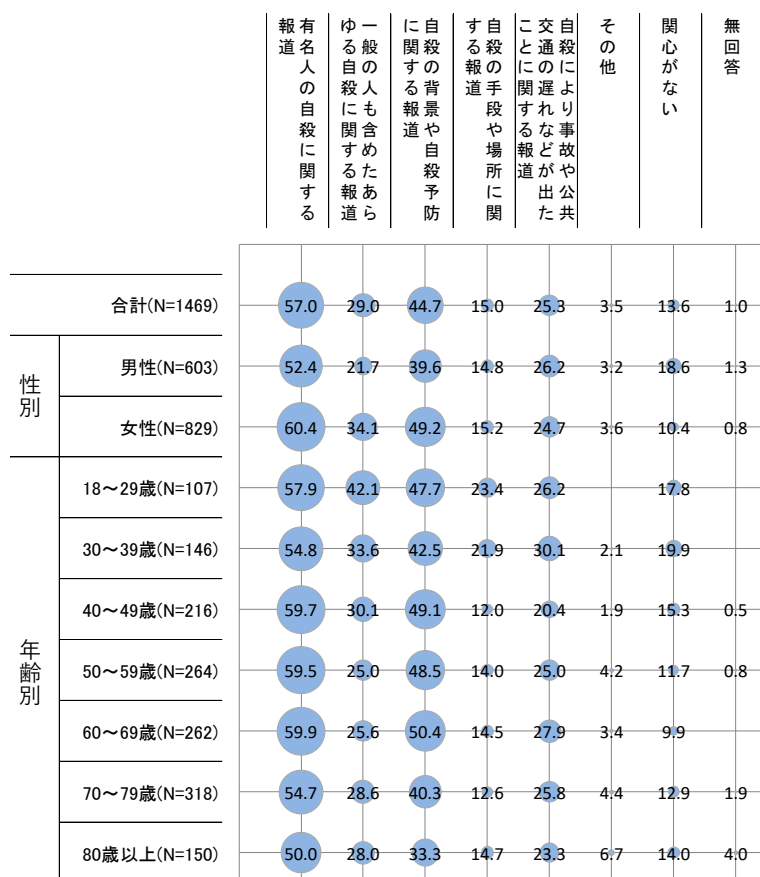 有名人の自殺に関する
報道
一般の人も含めたあら
ゆる自殺に関する報道
自殺の背景や自殺予防
に関する報道
自殺の手段や場所に関
する報道
自殺により事故や公共
交通の遅れなどが出た
ことに関する報道
その他
関心がない
無回答
合計(N=1469) 57.0 29.0 44.7 15.0 25.3 3.5 13.6 1.0
性別
男性(N=603) 52.4 21.7 39.6 14.8 26.2 3.2 18.6 1.3
女性(N=829) 60.4 34.1 49.2 15.2 24.7 3.6 10.4 0.8
年齢別
18～29歳(N=107) 57.9 42.1 47.7 23.4 26.2 17.8
30～39歳(N=146) 54.8 33.6 42.5 21.9 30.1 2.1 19.9
40～49歳(N=216) 59.7 30.1 49.1 12.0 20.4 1.9 15.3 0.5
50～59歳(N=264) 59.5 25.0 48.5 14.0 25.0 4.2 11.7 0.8
60～69歳(N=262) 59.9 25.6 50.4 14.5 27.9 3.4 9.9
70～79歳(N=318) 54.7 28.6 40.3 12.6 25.8 4.4 12.9 1.9
80歳以上(N=150) 50.0 28.0 33.3 14.7 23.3 6.7 14.0 4.0